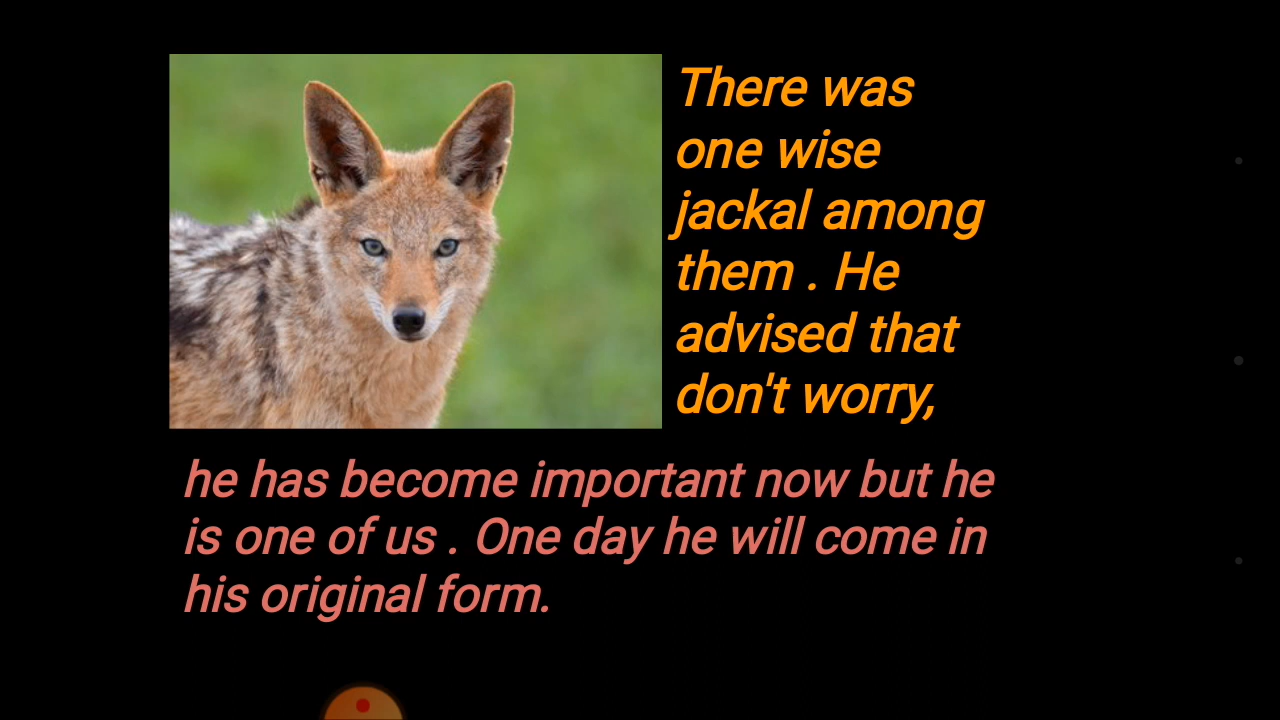 There was
one wise
jackal among
them . He
advised that
don't worry,
he has become important now but he
is one of us . One day he will come in
his original form.